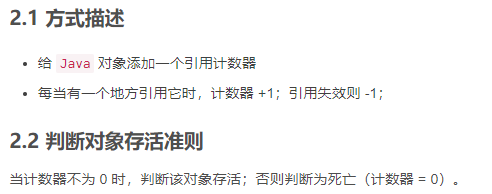 2.1 方式描述
给 Java 对象添加一个引用计数器
每当有一个地方引用它时，计数器 +1；引用失效则 -1；
2.2 判断对象存活准则
当计数器不为 0 时，判断该对象存活；否则判断为死亡（计数器 = 0）。